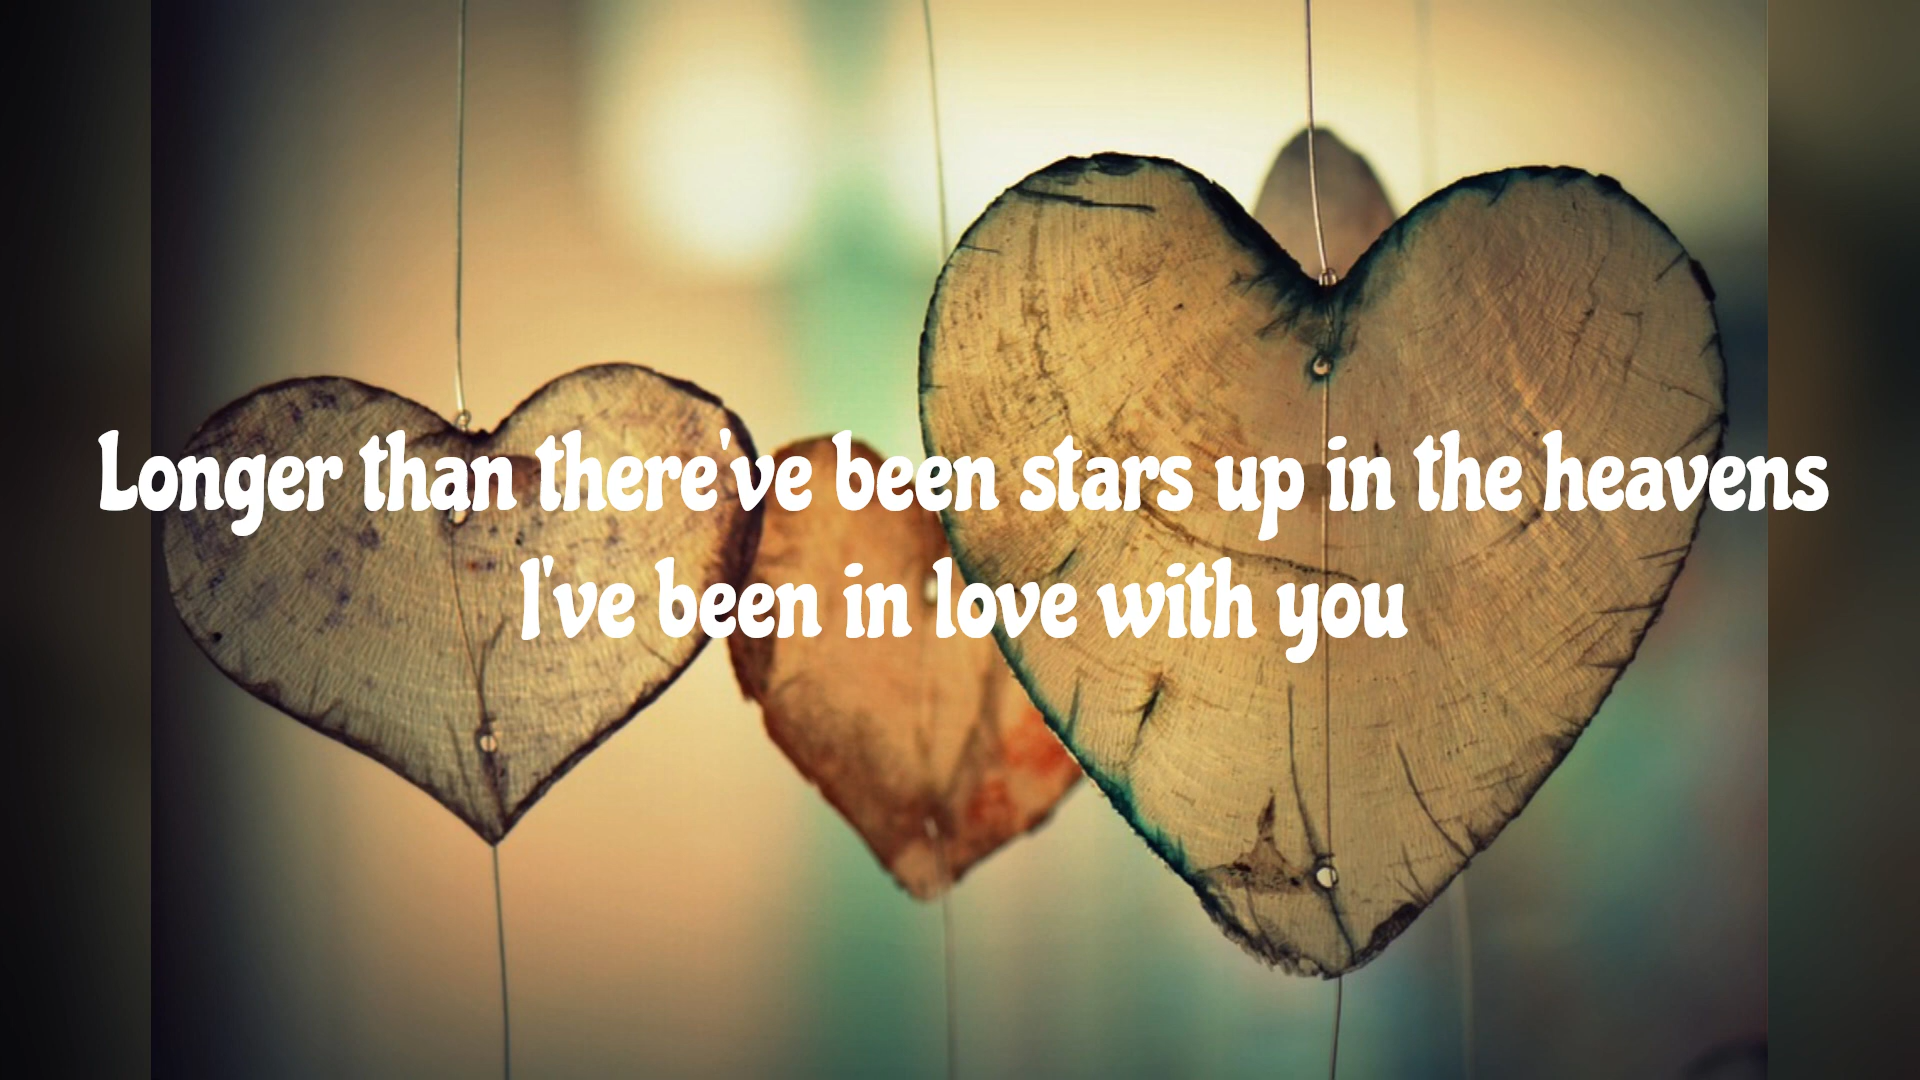 Longer than there've been stars up in the heavens
I've been in love with you